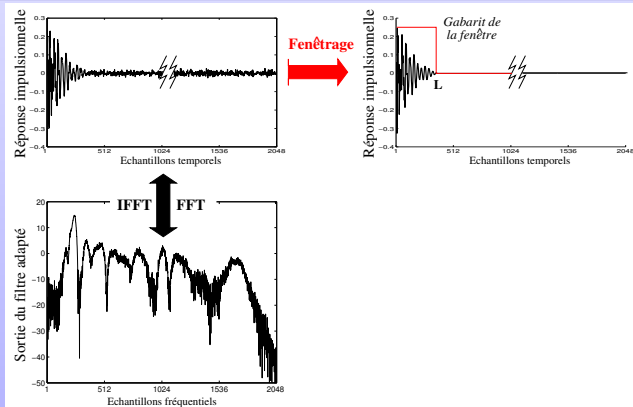 Réponse impulsionnelle
0.3
0.2
0.1
0
−0.1
−0.2
−0.3
−0.4
1 512 1024 1536 2048
Echantillons temporels
Fenêtrage
Réponse impulsionnelle
0.3
0.2
0.1
0
−0.1
−0.2
−0.3
−0.4
Gabarit de
la fenêtre
L
1 512 1024 1536 2048
Echantillons temporels
IFFT FFT
Sortie du filtre adapté
20
10
0
−10
−20
−30
−40
−50
1 512 1024 1536 2048
Echantillons fréquentiels